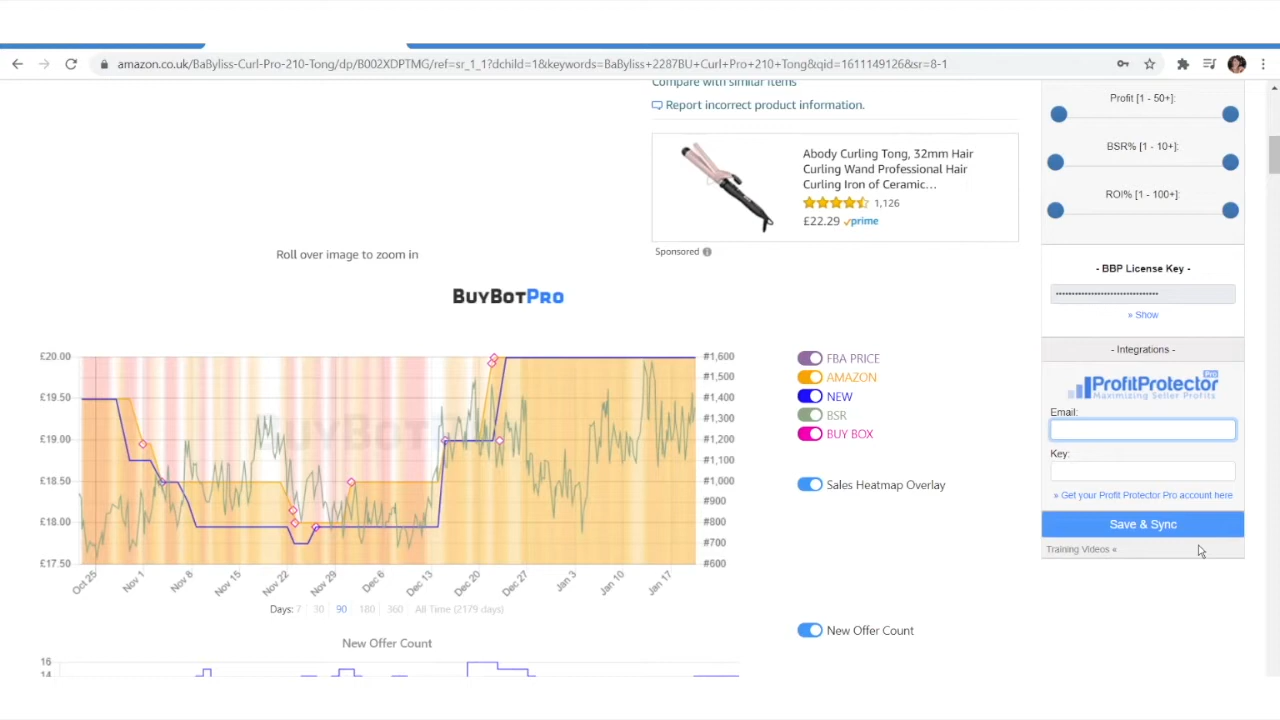 amazon.co.uk/BaByliss-Curl-Pro-210-Tong/dp/B002XDPTMG/ref=sr_1_1?dchild=1&keywords=BaByliss+2287BU+Curl+Pro+210+Tong&qid=1611149126&sr=8-1
Compare with similar items
Report incorrect product information.
Abody Curling Tong, 32mm Hair
Curling Wand Professional Hair
Curling Iron of Ceramic…
1,126
£22.29 prime
Sponsored
Roll over image to zoom in
BUYBOTPRO
£20.00
£19.50
£19.00
£18.50
£18.00
£17.50
#1,600
#1,500
#1,400
#1,300
#1,200
#1,100
#1,000
#900
#800
#700
#600
BUYBOT
Oct 25
Nov 1
Nov 8
Nov 15
Nov 22
Nov 29
Dec 6
Dec 13
Dec 20
Dec 27
Jan 3
Jan 10
Jan 17
Days: 7 30 90 180 360 All Time (2179 days)
FBA PRICE
AMAZON
NEW
BSR
BUY BOX
Sales Heatmap Overlay
New Offer Count
New Offer Count
16
14
Profit [1 - 50+]:
BSR% [1 - 10+]:
ROI% [1 - 100+]:
- BBP License Key -
» Show
- Integrations -
ProfitProtector Pro
Maximizing Seller Profits
Email:
Key:
» Get your Profit Protector Pro account here
Save & Sync
Training Videos «